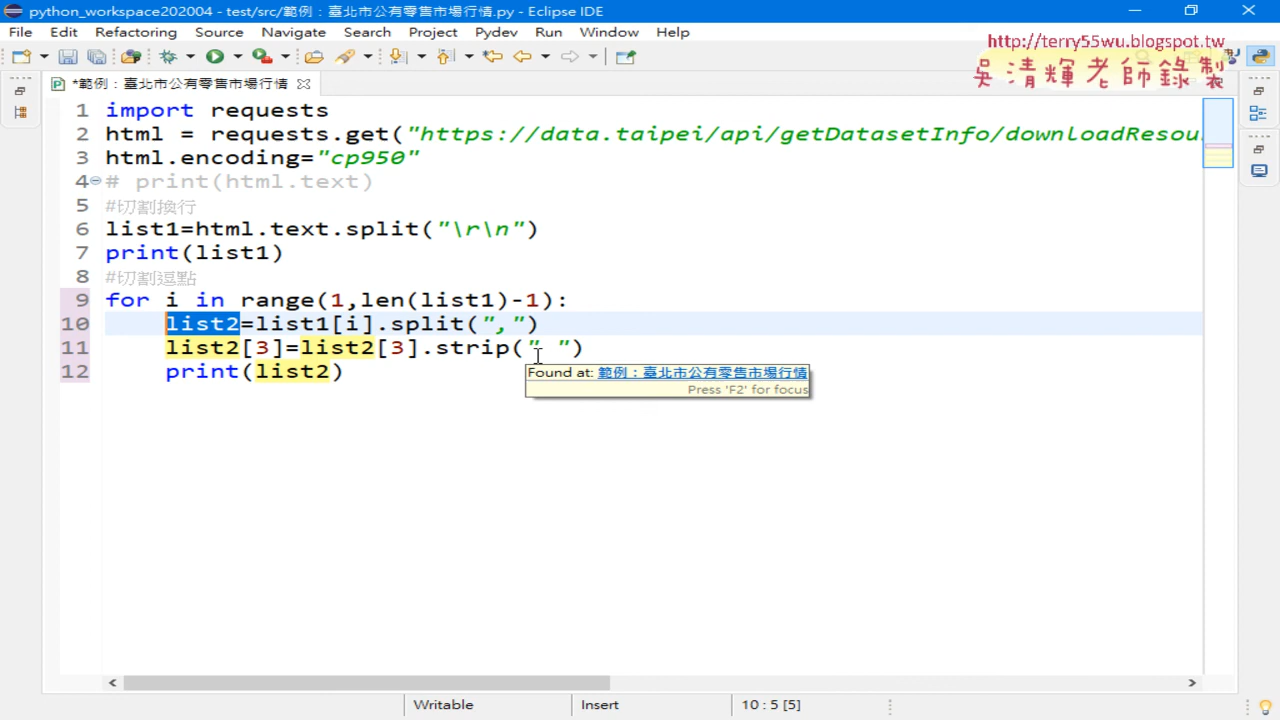 python_workspace202004 - test/src/範例：臺北市公有零售市場行情.py - Eclipse IDE
File Edit Refactoring Source Navigate Search Project Pydev Run Window Help
http://terry55wu.blogspot.tw
吳清輝老師錄製
*範例：臺北市公有零售市場行情
1 import requests
2 html = requests.get("https://data.taipei/api/getDatasetInfo/downloadResou
3 html.encoding="cp950"
4 # print(html.text)
5 #切割換行
6 list1=html.text.split("\r\n")
7 print(list1)
8 #切割逗點
9 for i in range(1,len(list1)-1):
10 list2=list1[i].split(",")
11 list2[3]=list2[3].strip(" ")
12 print(list2)
Found at: 範例：臺北市公有零售市場行情
Press 'F2' for focus
Writable Insert 10 : 5 [5]